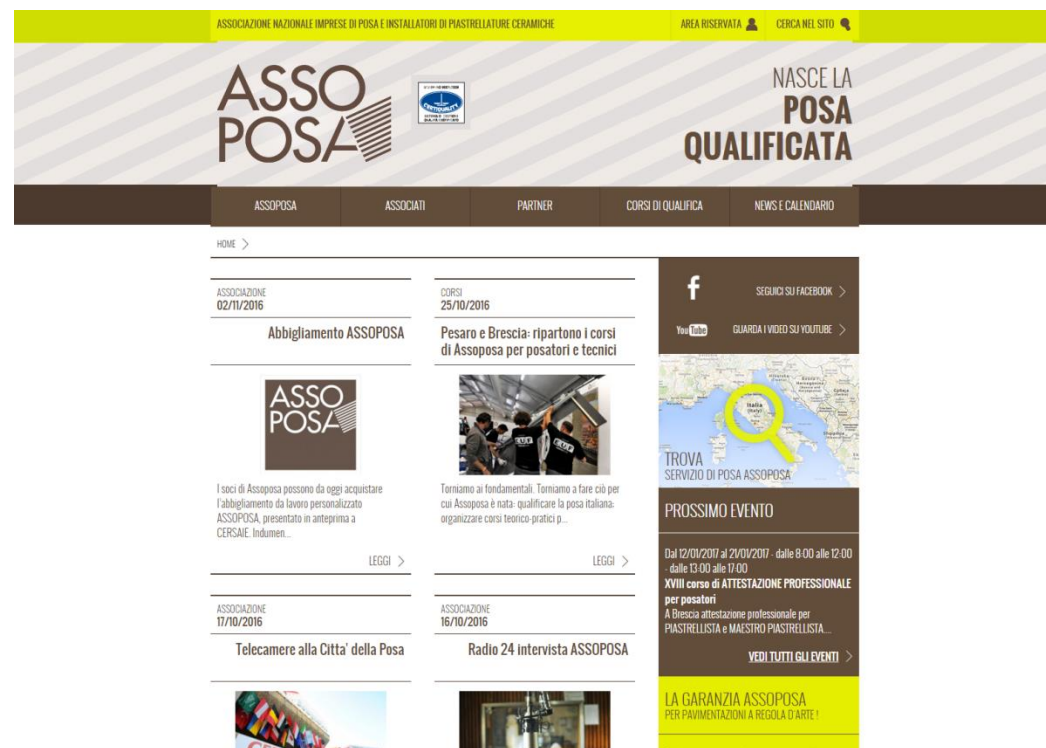 ASSOCIAZIONE NAZIONALE IMPRESE DI POSA E INSTALLATORI DI PIASTRELLATURE CERAMICHE
AREA RISERVATA
CERCA NEL SITO
ASSO
POSA
CERTIQUALITY
NASCE LA
POSA
QUALIFICATA
ASSOPOSA
ASSOCIATI
PARTNER
CORSI DI QUALIFICA
NEWS E CALENDARIO
HOME
ASSOCIAZIONE
02/11/2016
Abbigliamento ASSOPOSA
ASSO
POSA
I soci di Assoposa possono da oggi acquistare
l'abbigliamento da lavoro personalizzato
ASSOPOSA, presentato in anteprima a
CERSAIE. Indumen...
LEGGI
CORSI
25/10/2016
Pesaro e Brescia: ripartono i corsi
di Assoposa per posatori e tecnici
Torniamo ai fondamentali. Torniamo a fare ciò per
cui Assoposa è nata: qualificare la posa italiana:
organizzare corsi teorico-pratici p...
LEGGI
ASSOCIAZIONE
17/10/2016
Telecamere alla Citta' della Posa
ASSOCIAZIONE
16/10/2016
Radio 24 intervista ASSOPOSA
f
SEGUICI SU FACEBOOK
You Tube
GUARDA I VIDEO SU YOUTUBE
Italia
(Italy)
TROVA
SERVIZIO DI POSA ASSOPOSA
PROSSIMO EVENTO
Dal 12/01/2017 al 21/01/2017 - dalle 8:00 alle 12:00
- dalle 13:00 alle 17:00
XVIII corso di ATTESTAZIONE PROFESSIONALE
per posatori
A Brescia attestazione professionale per
PIASTRELLISTA e MAESTRO PIASTRELLISTA...
VEDI TUTTI GLI EVENTI
LA GARANZIA ASSOPOSA
PER PAVIMENTAZIONI A REGOLA D'ARTE !